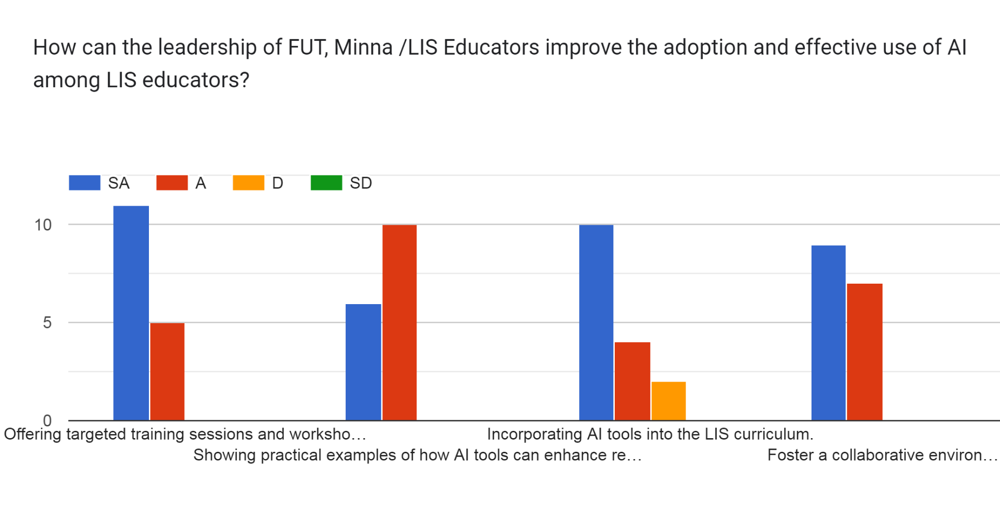 How can the leadership of FUT, Minna /LIS Educators improve the adoption and effective use of AI
among LIS educators?
SA A D SD
10
5
0
Offering targeted training sessions and worksho…
Incorporating AI tools into the LIS curriculum.
Showing practical examples of how AI tools can enhance re…
Foster a collaborative environ…